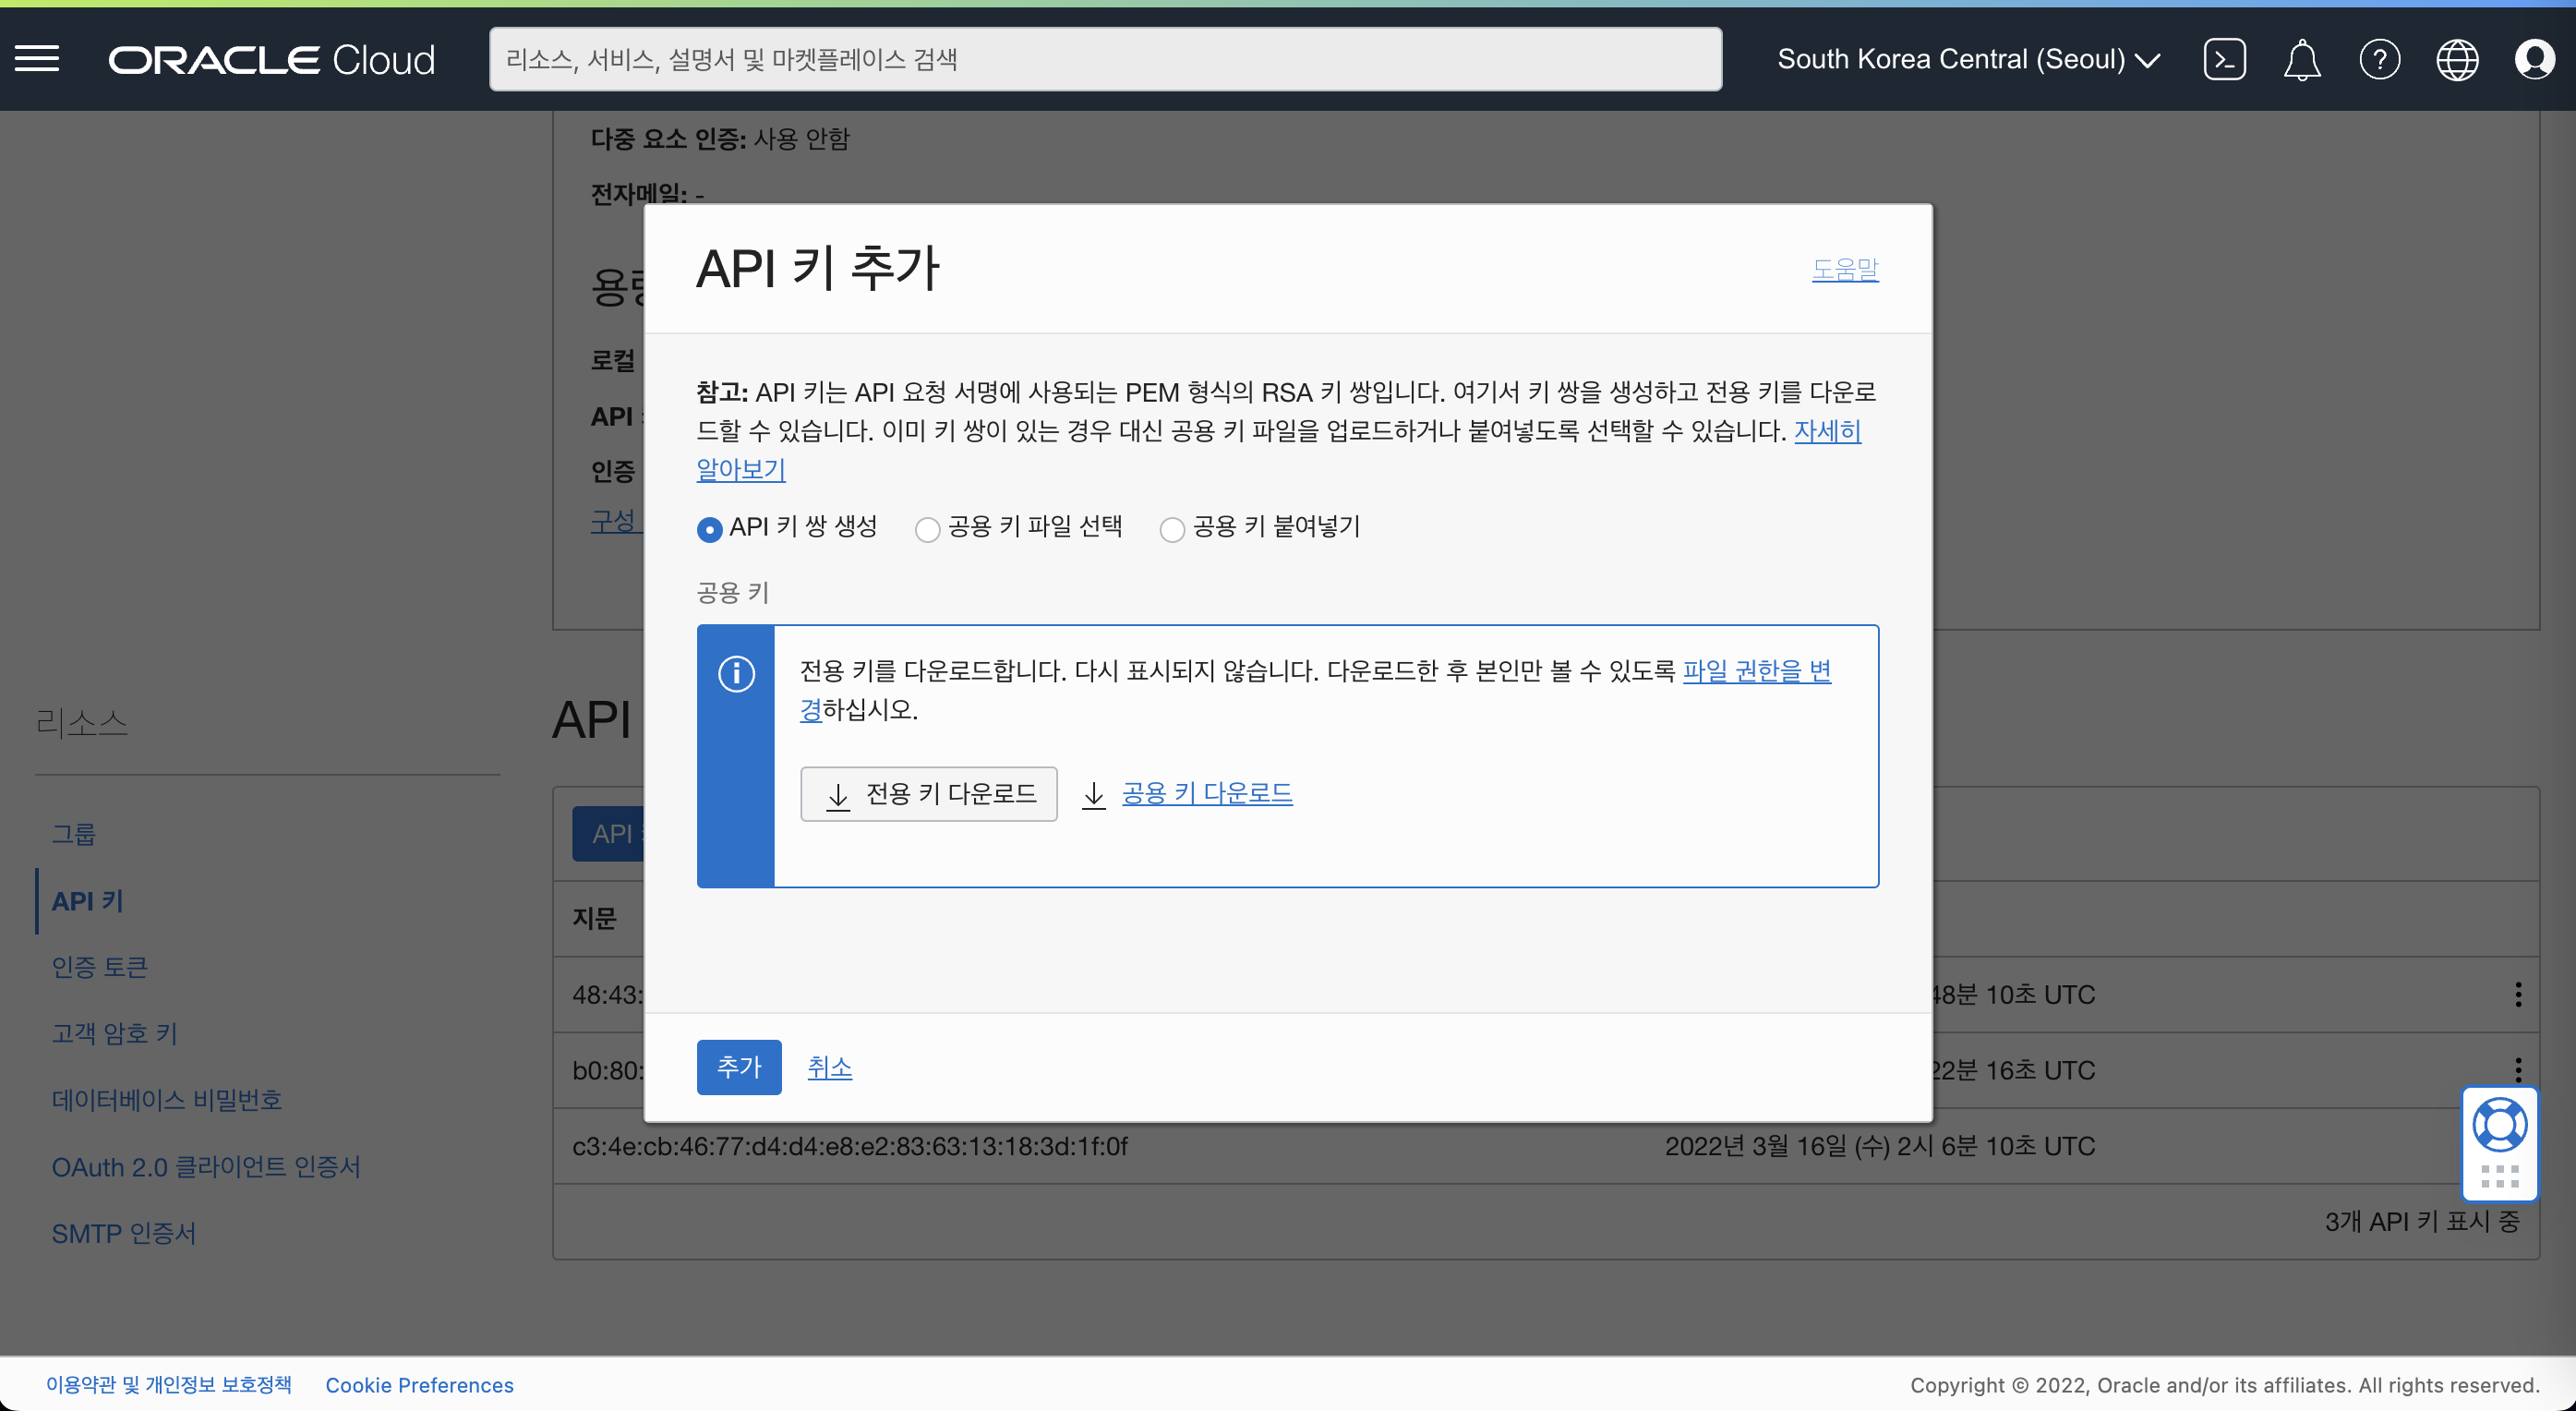 ORACLE Cloud
리소스, 서비스, 설명서 및 마켓플레이스 검색
South Korea Central (Seoul)
다중 요소 인증: 사용 안함
전자메일: -
로컬
API
인증
구성
API 키 추가
도움말
참고: API 키는 API 요청 서명에 사용되는 PEM 형식의 RSA 키 쌍입니다. 여기서 키 쌍을 생성하고 전용 키를 다운로
드할 수 있습니다. 이미 키 쌍이 있는 경우 대신 공용 키 파일을 업로드하거나 붙여넣도록 선택할 수 있습니다. 자세히
알아보기
API 키 쌍 생성
공용 키 파일 선택
공용 키 붙여넣기
공용 키
전용 키를 다운로드합니다. 다시 표시되지 않습니다. 다운로드한 후 본인만 볼 수 있도록 파일 권한을 변
경하십시오.
전용 키 다운로드
공용 키 다운로드
추가
취소
리소스
그룹
API 키
인증 토큰
고객 암호 키
데이터베이스 비밀번호
OAuth 2.0 클라이언트 인증서
SMTP 인증서
API
API
지문
48:43:
48분 10초 UTC
b0:80:
22분 16초 UTC
c3:4e:cb:46:77:d4:d4:e8:e2:83:63:13:18:3d:1f:0f
2022년 3월 16일 (수) 2시 6분 10초 UTC
3개 API 키 표시 중
이용약관 및 개인정보 보호정책
Cookie Preferences
Copyright © 2022, Oracle and/or its affiliates. All rights reserved.